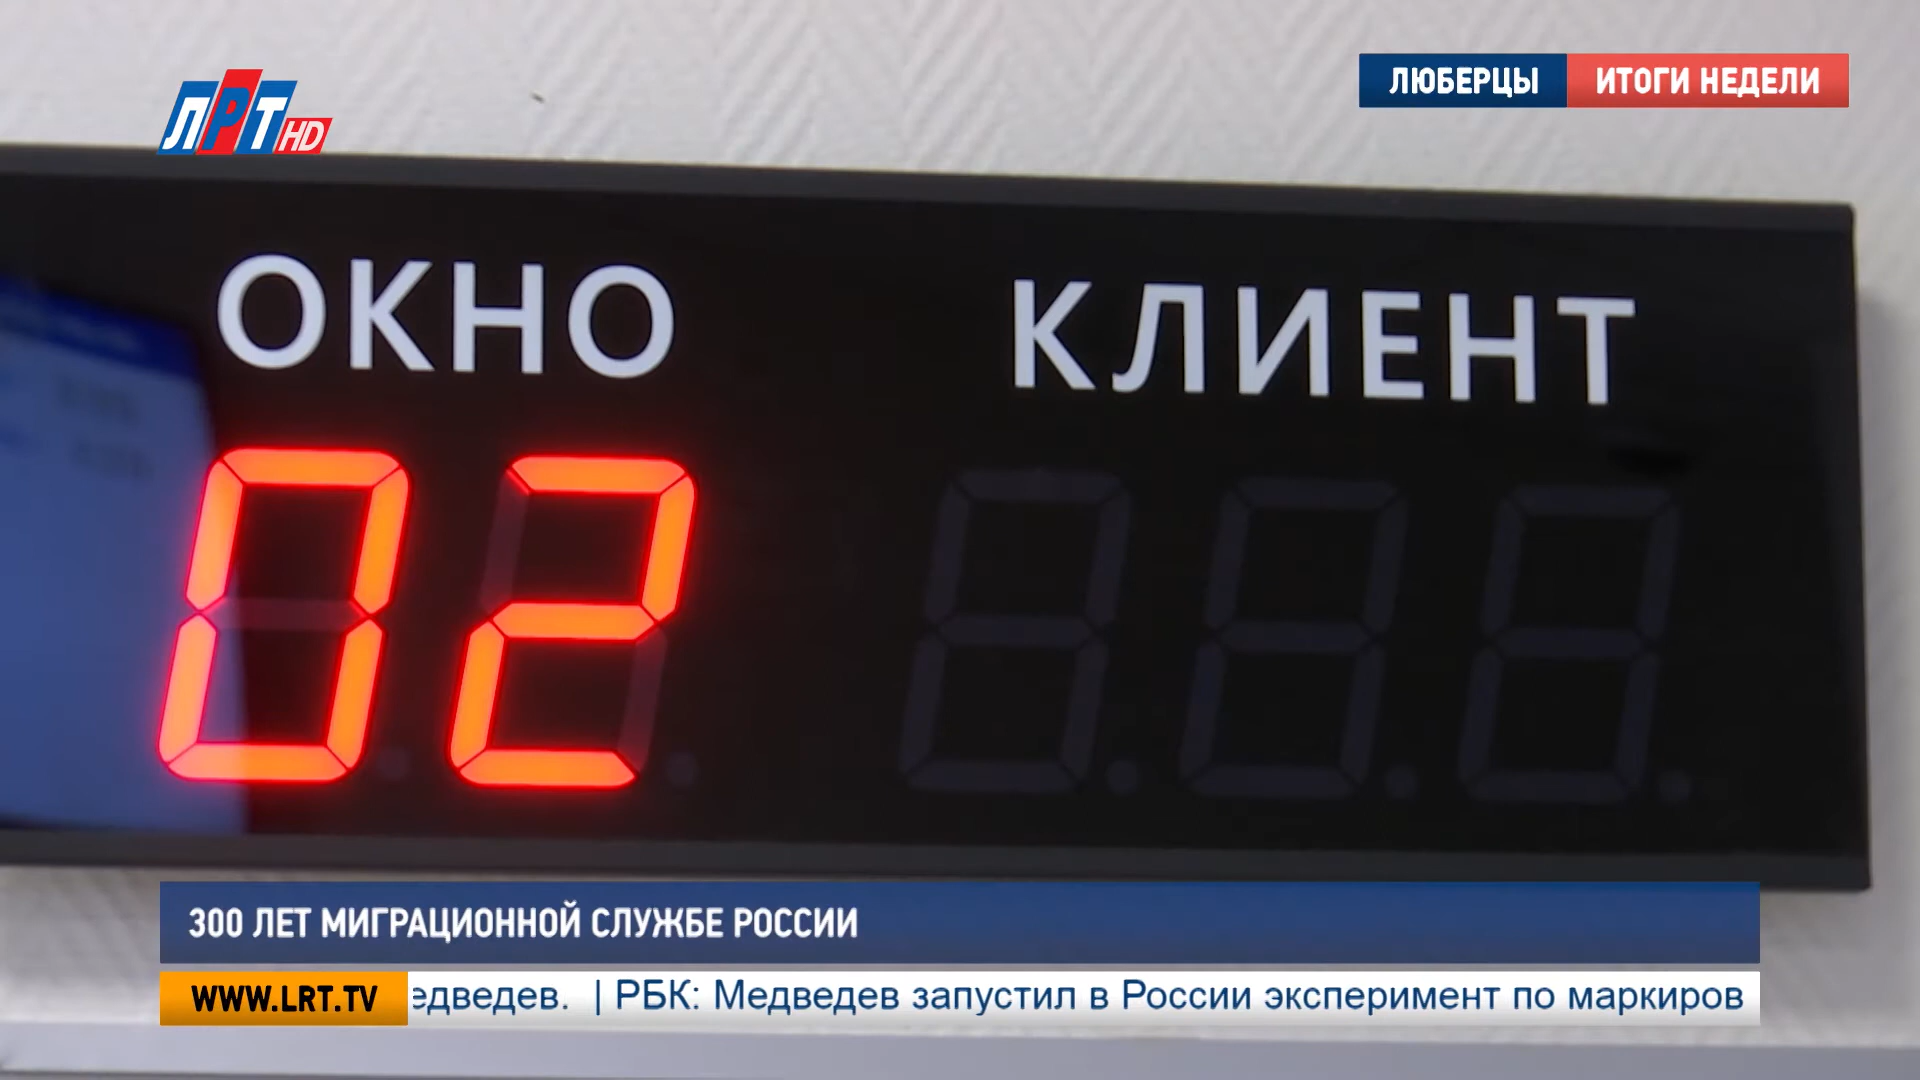 ЛРТ HD
ЛЮБЕРЦЫ ИТОГИ НЕДЕЛИ
ОКНО КЛИЕНТ
02
300 ЛЕТ МИГРАЦИОННОЙ СЛУЖБЕ РОССИИ
WWW.LRT.TV едведев. | РБК: Медведев запустил в России эксперимент по маркиров